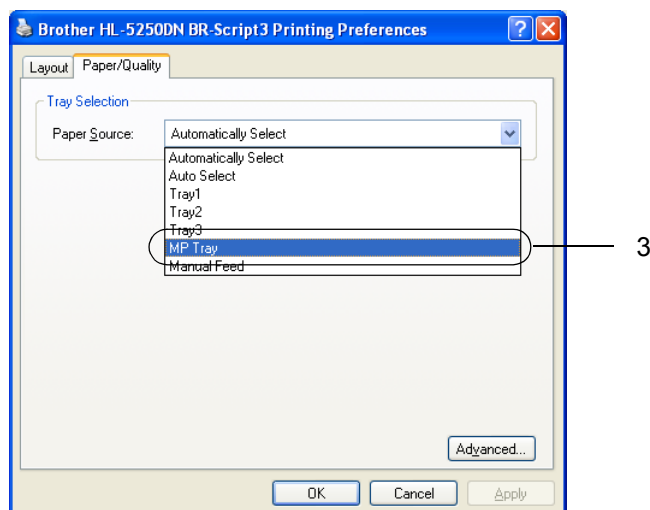 Brother HL-5250DN BR-Script3 Printing Preferences
Layout Paper/Quality
Tray Selection
Paper Source: Automatically Select
Automatically Select
Auto Select
Tray1
Tray2
Tray3
MP Tray 3
Manual Feed
Advanced...
OK Cancel Apply